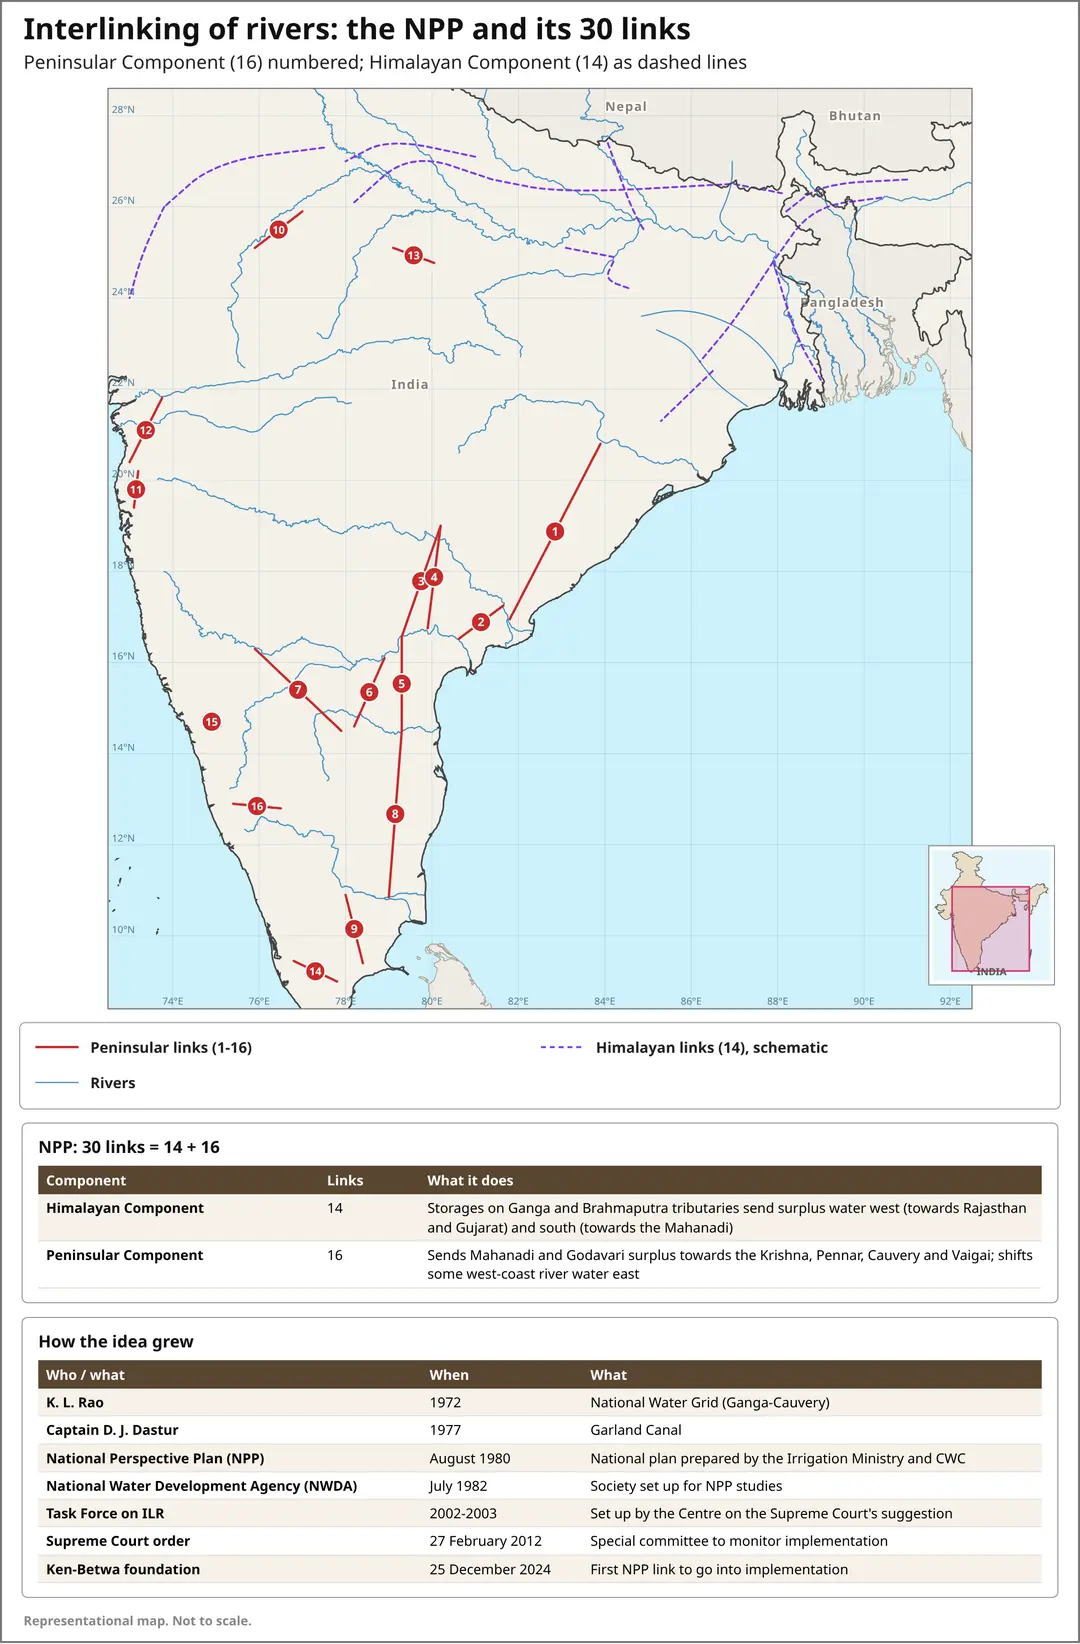 Interlinking of rivers: the NPP and its 30 links
Peninsular Component (16) numbered; Himalayan Component (14) as dashed lines
28°N
Nepal
Bhutan
26°N
10
13
24°N
Bangladesh
22°N
India
12
20°N
11
1
18°N
3
4
2
16°N
7
6
5
15
14°N
16
8
12°N
10°N
9
14
INDIA
74°E
76°E
78°E
80°E
82°E
84°E
86°E
88°E
90°E
92°E
Peninsular links (1-16)
Himalayan links (14), schematic
Rivers
NPP: 30 links = 14 + 16
Component Links What it does
Himalayan Component 14 Storages on Ganga and Brahmaputra tributaries send surplus water west (towards Rajasthan
and Gujarat) and south (towards the Mahanadi)
Peninsular Component 16 Sends Mahanadi and Godavari surplus towards the Krishna, Pennar, Cauvery and Vaigai; shifts
some west-coast river water east
How the idea grew
Who / what When What
K. L. Rao 1972 National Water Grid (Ganga-Cauvery)
Captain D. J. Dastur 1977 Garland Canal
National Perspective Plan (NPP) August 1980 National plan prepared by the Irrigation Ministry and CWC
National Water Development Agency (NWDA) July 1982 Society set up for NPP studies
Task Force on ILR 2002-2003 Set up by the Centre on the Supreme Court's suggestion
Supreme Court order 27 February 2012 Special committee to monitor implementation
Ken-Betwa foundation 25 December 2024 First NPP link to go into implementation
Representational map. Not to scale.